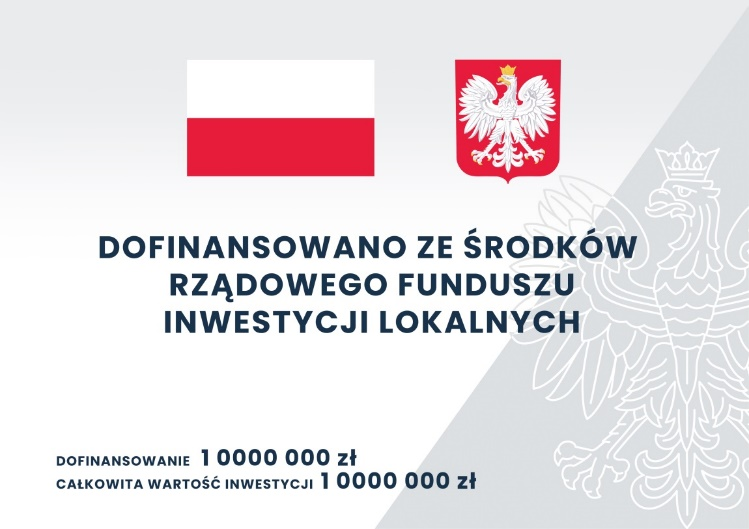 DOFINANSOWANO ZE ŚRODKÓW
RZĄDOWEGO FUNDUSZU
INWESTYCJI LOKALNYCH
DOFINANSOWANIE 1 0000 000 zł
CAŁKOWITA WARTOŚĆ INWESTYCJI 1 0000 000 zł